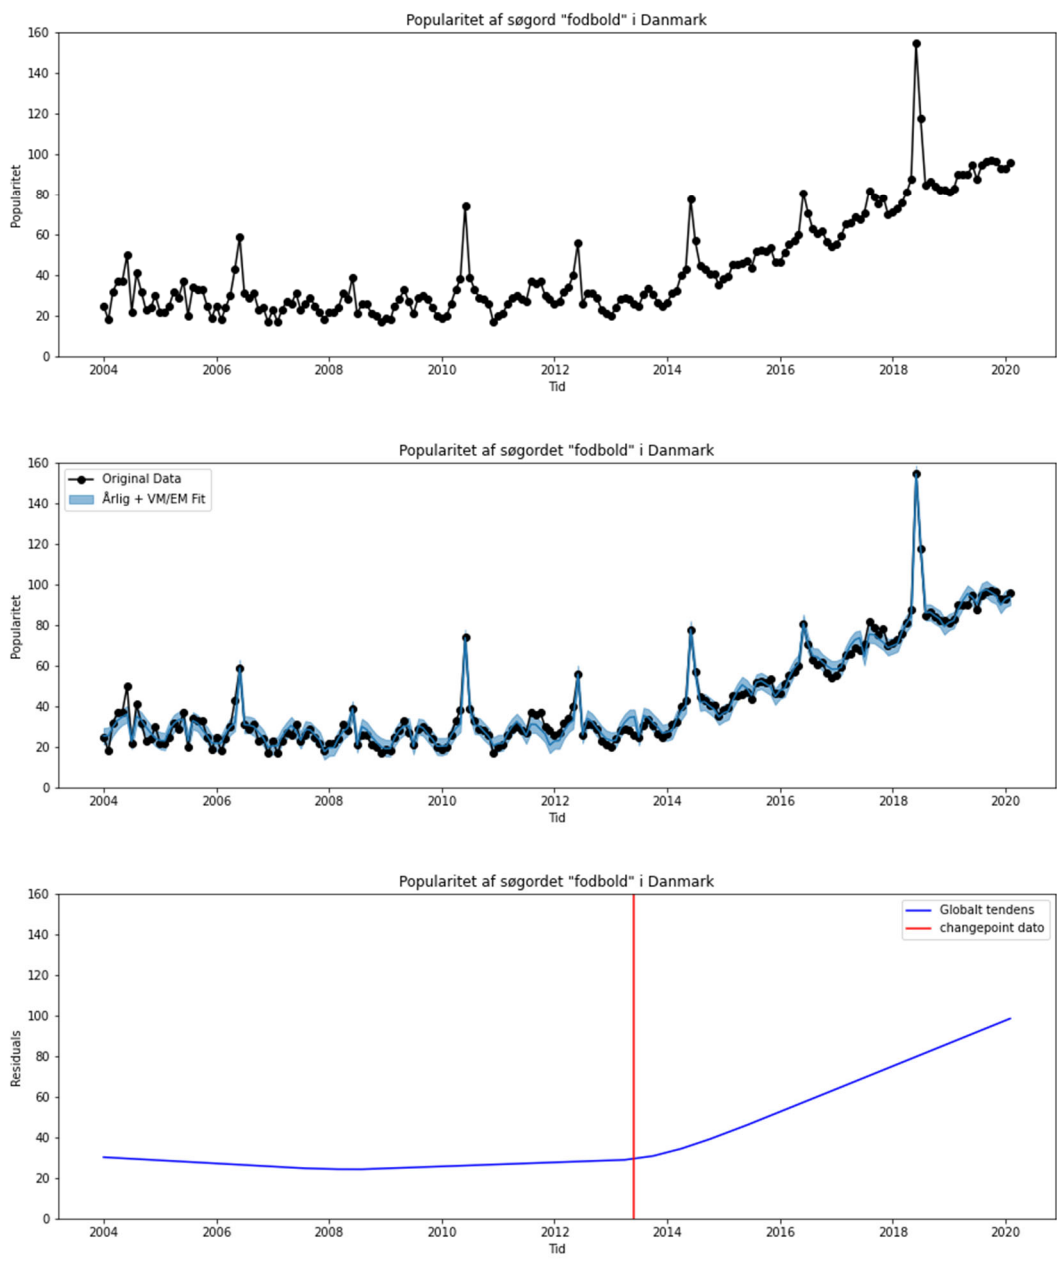 Popularitet af søgord "fodbold" i Danmark
160
140
120
100
80
60
40
20
0
Popularitet
2004 2006 2008 2010 2012 2014 2016 2018 2020
Tid
Popularitet af søgordet "fodbold" i Danmark
Original Data
Årlig + VM/EM Fit
160
140
120
100
80
60
40
20
0
Popularitet
2004 2006 2008 2010 2012 2014 2016 2018 2020
Tid
Popularitet af søgordet "fodbold" i Danmark
Globalt tendens
changepoint dato
160
140
120
100
80
60
40
20
0
Residuals
2004 2006 2008 2010 2012 2014 2016 2018 2020
Tid